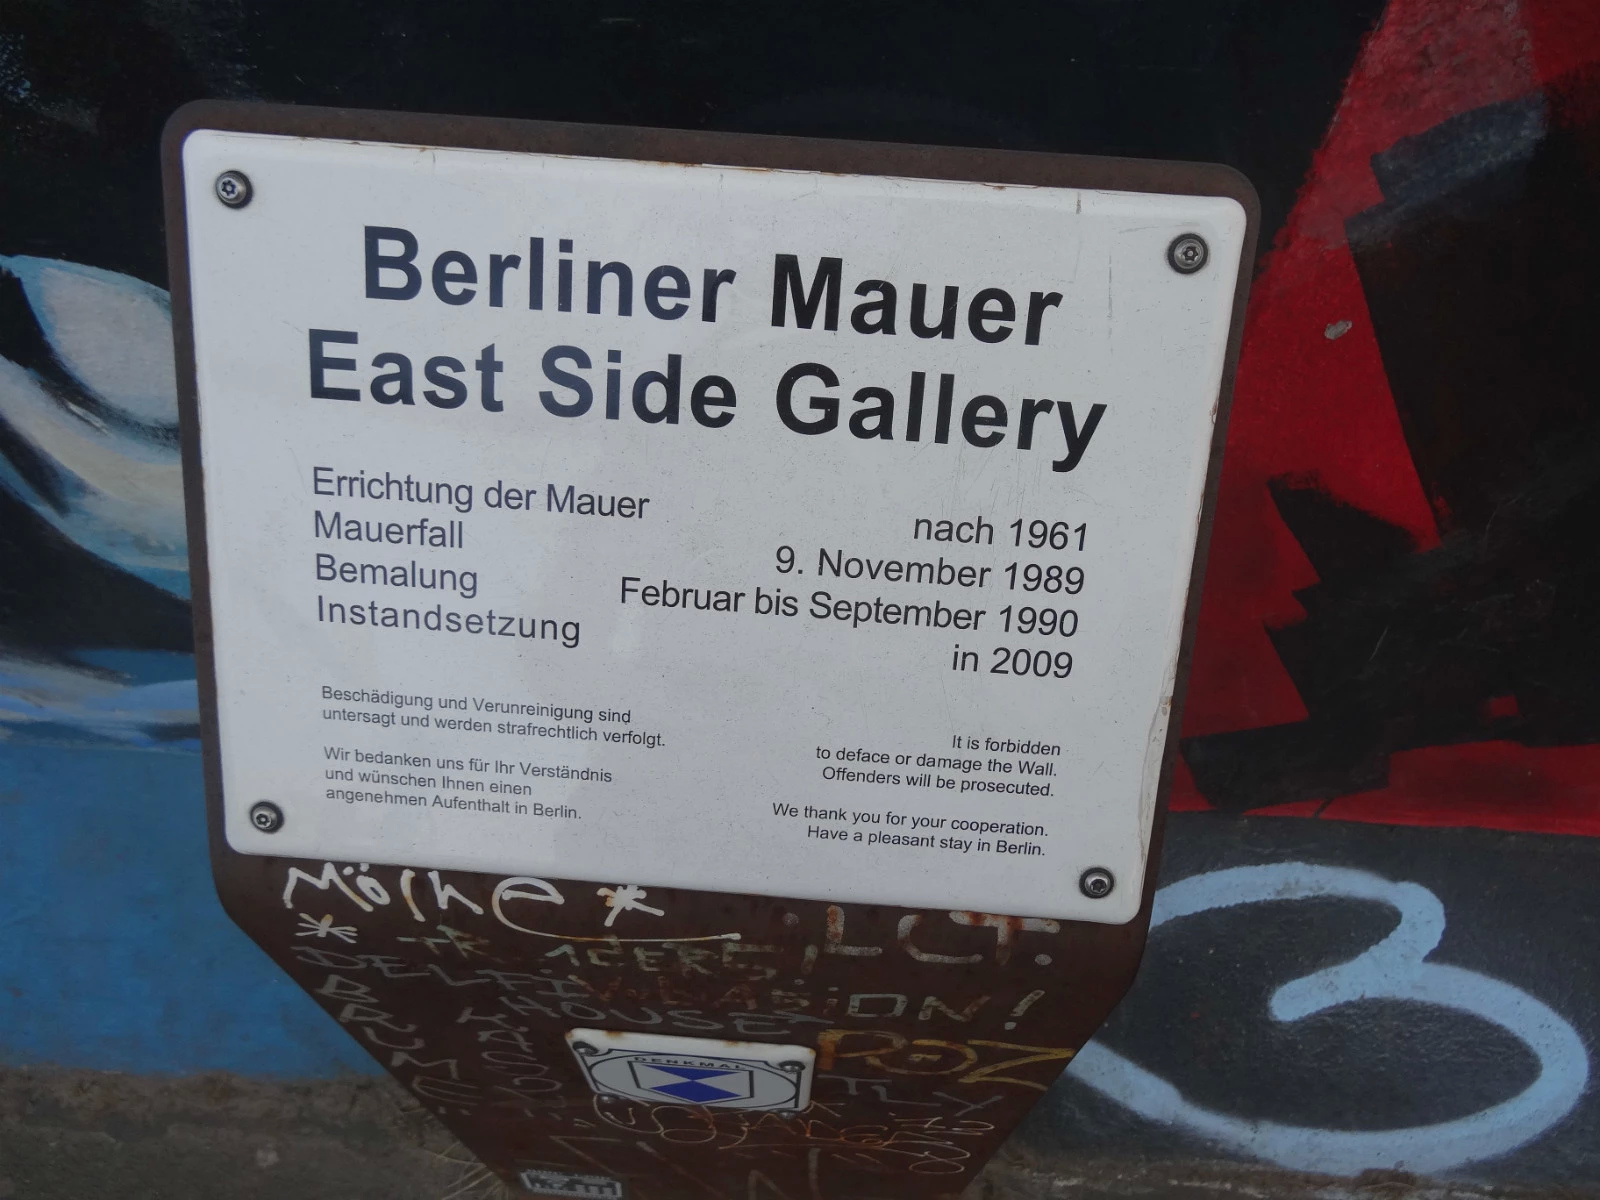 Berliner Mauer
East Side Gallery
Errichtung der Mauer nach 1961
Mauerfall 9. November 1989
Bemalung Februar bis September 1990
Instandsetzung in 2009
Beschädigung und Verunreinigung sind
untersagt und werden strafrechtlich verfolgt.
Wir bedanken uns für Ihr Verständnis
und wünschen Ihnen einen
angenehmen Aufenthalt in Berlin.
It is forbidden
to deface or damage the Wall.
Offenders will be prosecuted.
We thank you for your cooperation.
Have a pleasant stay in Berlin.
HOUSE
ROZ
DENKMAL
3